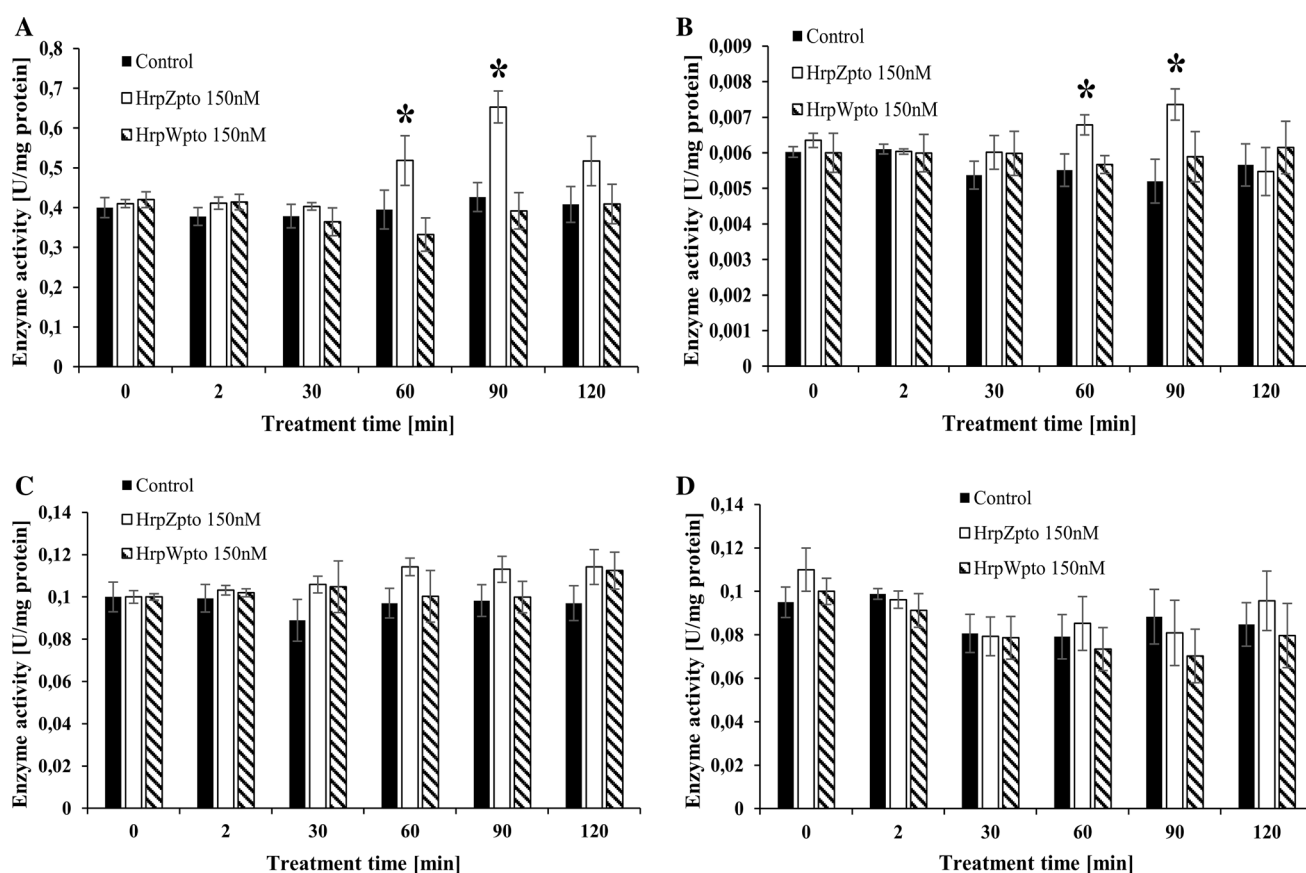 A
Enzyme activity [U/mg protein]
0,8
0,7
0,6
0,5
0,4
0,3
0,2
0,1
0
Control
HrpZpto 150nM
HrpWpto 150nM
*
*
0 2 30 60 90 120
Treatment time [min]
B
Enzyme activity [U/mg protein]
0,009
0,008
0,007
0,006
0,005
0,004
0,003
0,002
0,001
0
Control
HrpZpto 150nM
HrpWpto 150nM
*
*
0 2 30 60 90 120
Treatment time [min]
C
Enzyme activity [U/mg protein]
0,14
0,12
0,1
0,08
0,06
0,04
0,02
0
Control
HrpZpto 150nM
HrpWpto 150nM
0 2 30 60 90 120
Treatment time [min]
D
Enzyme activity [U/mg protein]
0,14
0,12
0,1
0,08
0,06
0,04
0,02
0
Control
HrpZpto 150nM
HrpWpto 150nM
0 2 30 60 90 120
Treatment time [min]